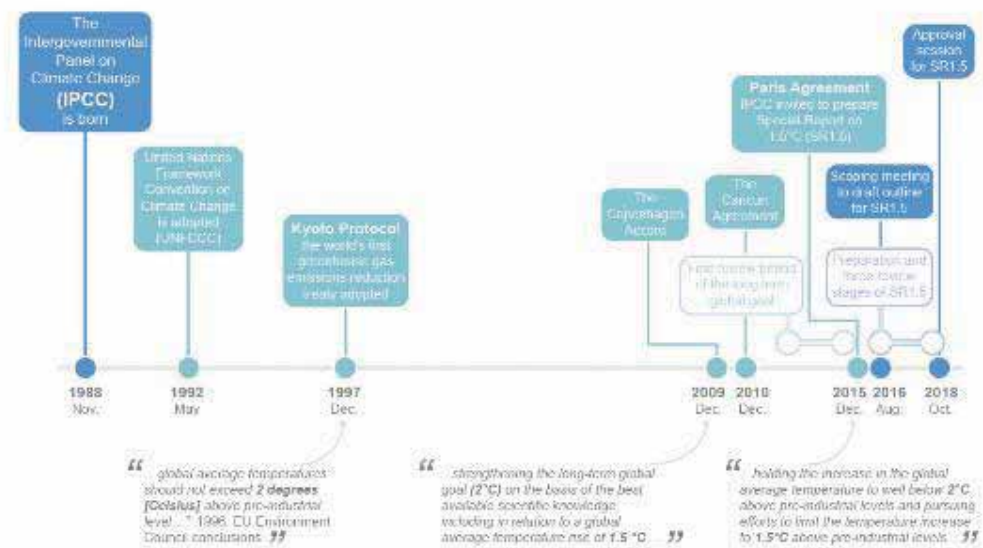 The
Intergovernmental
Panel on
Climate Change
(IPCC)
is born
United Nations
Framework
Convention on
Climate Change
is adopted
(UNFCCC)
Kyoto Protocol
the world's first
greenhouse gas
emissions reduction
treaty adopted
The
Copenhagen
Accord
The
Cancun
Agreement
Paris Agreement
IPCC invited to prepare
Special Report on
1.5°C (SR1.5)
Scoping meeting
to draft outline
for SR1.5
Approval
session
for SR1.5
First review period
of the long-term
global goal
Preparation and
three review
stages of SR1.5
1988
Nov.
1992
May
1997
Dec.
2009
Dec.
2010
Dec.
2015
Dec.
2016
Aug.
2018
Oct.
“ global average temperatures
should not exceed 2 degrees
[Celsius] above pre-industrial
level..." 1996, EU Environment
Council conclusions ”
“ strengthening the long-term global
goal (2°C) on the basis of the best
available scientific knowledge
including in relation to a global
average temperature rise of 1.5 °C ”
“ holding the increase in the global
average temperature to well below 2°C
above pre-industrial levels and pursuing
efforts to limit the temperature increase
to 1.5°C above pre-industrial levels ”